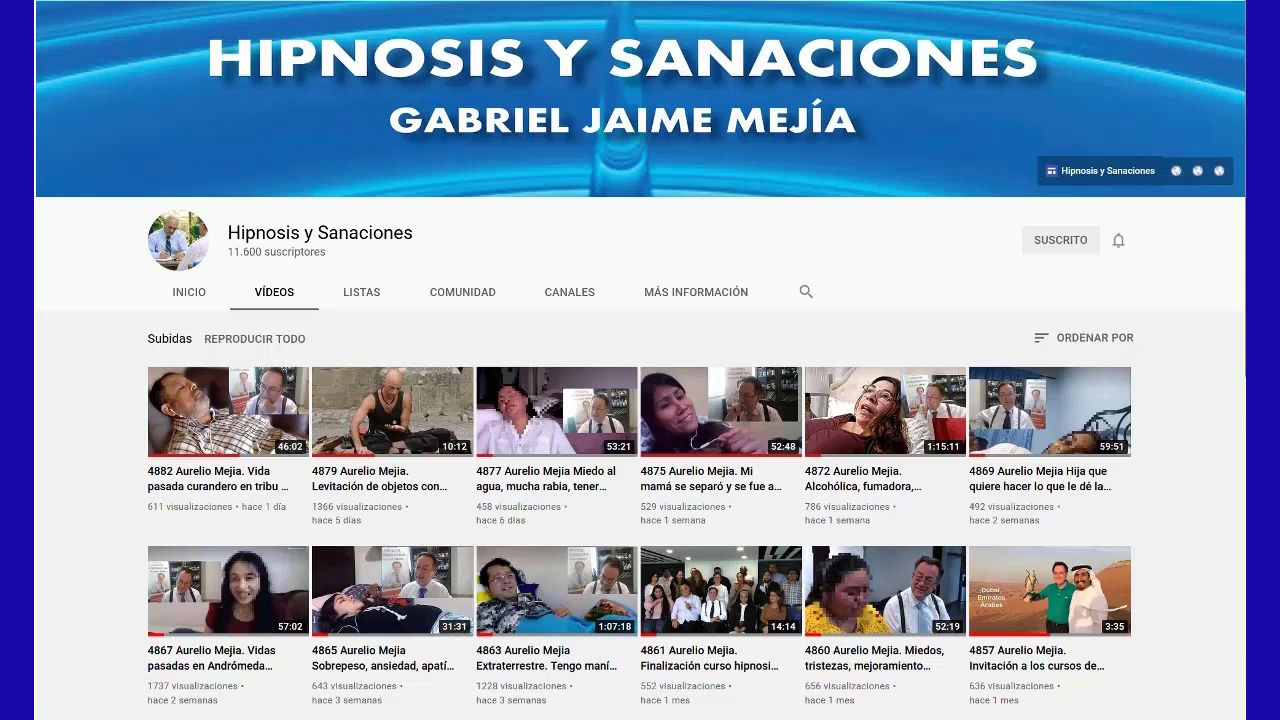 HIPNOSIS Y SANACIONES
GABRIEL JAIME MEJÍA
Hipnosis y Sanaciones
Hipnosis y Sanaciones
11.600 suscriptores
SUSCRITO
INICIO VÍDEOS LISTAS COMUNIDAD CANALES MÁS INFORMACIÓN
Subidas REPRODUCIR TODO ORDENAR POR
46:02
10:12
53:21
52:48
1:15:11
59:51
4882 Aurelio Mejia. Vida
pasada curandero en tribu ...
611 visualizaciones • hace 1 día
4879 Aurelio Mejia.
Levitación de objetos con...
1366 visualizaciones •
hace 5 días
4877 Aurelio Mejia Miedo al
agua, mucha rabia, tener...
458 visualizaciones •
hace 6 días
4875 Aurelio Mejia. Mi
mamá se separó y se fue a...
529 visualizaciones •
hace 1 semana
4872 Aurelio Mejia.
Alcohólica, fumadora,...
786 visualizaciones •
hace 1 semana
4869 Aurelio Mejia Hija que
quiere hacer lo que le dé la...
492 visualizaciones •
hace 2 semanas
57:02
31:31
1:07:18
14:14
52:19
Dubai,
Emiratos
Arabes
3:35
4867 Aurelio Mejia. Vidas
pasadas en Andrómeda...
1737 visualizaciones •
hace 2 semanas
4865 Aurelio Mejia
Sobrepeso, ansiedad, apatí...
643 visualizaciones •
hace 3 semanas
4863 Aurelio Mejia
Extraterrestre. Tengo maní...
1228 visualizaciones •
hace 3 semanas
4861 Aurelio Mejia.
Finalización curso hipnosi...
552 visualizaciones •
hace 1 mes
4860 Aurelio Mejia. Miedos,
tristezas, mejoramiento...
656 visualizaciones •
hace 1 mes
4857 Aurelio Mejia.
Invitación a los cursos de...
636 visualizaciones •
hace 1 mes